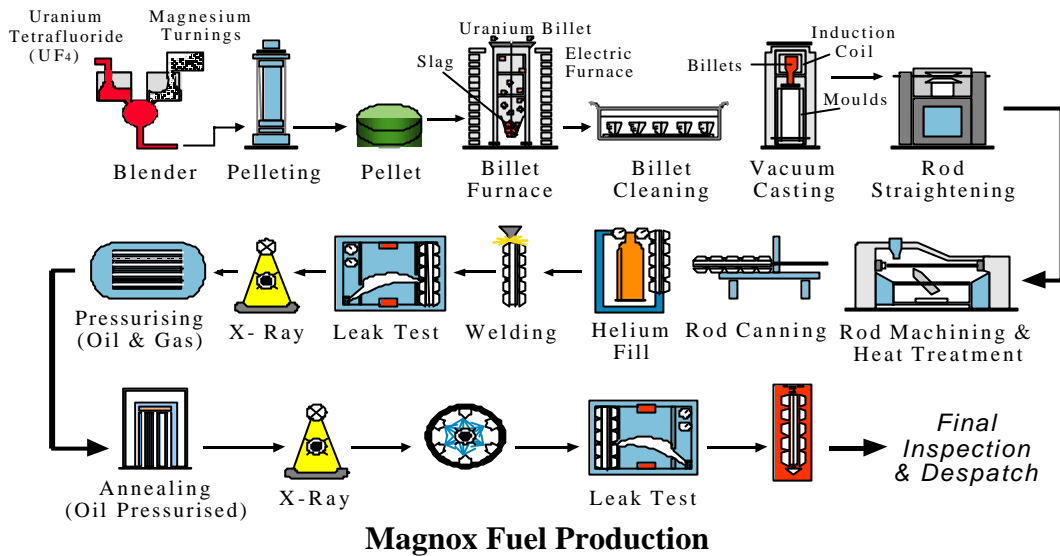 Uranium
Tetrafluoride
(UF4)
Magnesium
Turnings
Uranium Billet
Slag
Electric
Furnace
Induction
Coil
Billets
Moulds
Blender
Pelleting
Pellet
Billet
Furnace
Billet
Cleaning
Vacuum
Casting
Rod
Straightening
Pressurising
(Oil & Gas)
X- Ray
Leak Test
Welding
Helium
Fill
Rod Canning
Rod Machining &
Heat Treatment
Annealing
(Oil Pressurised)
X-Ray
Leak Test
Final
Inspection
& Despatch
Magnox Fuel Production